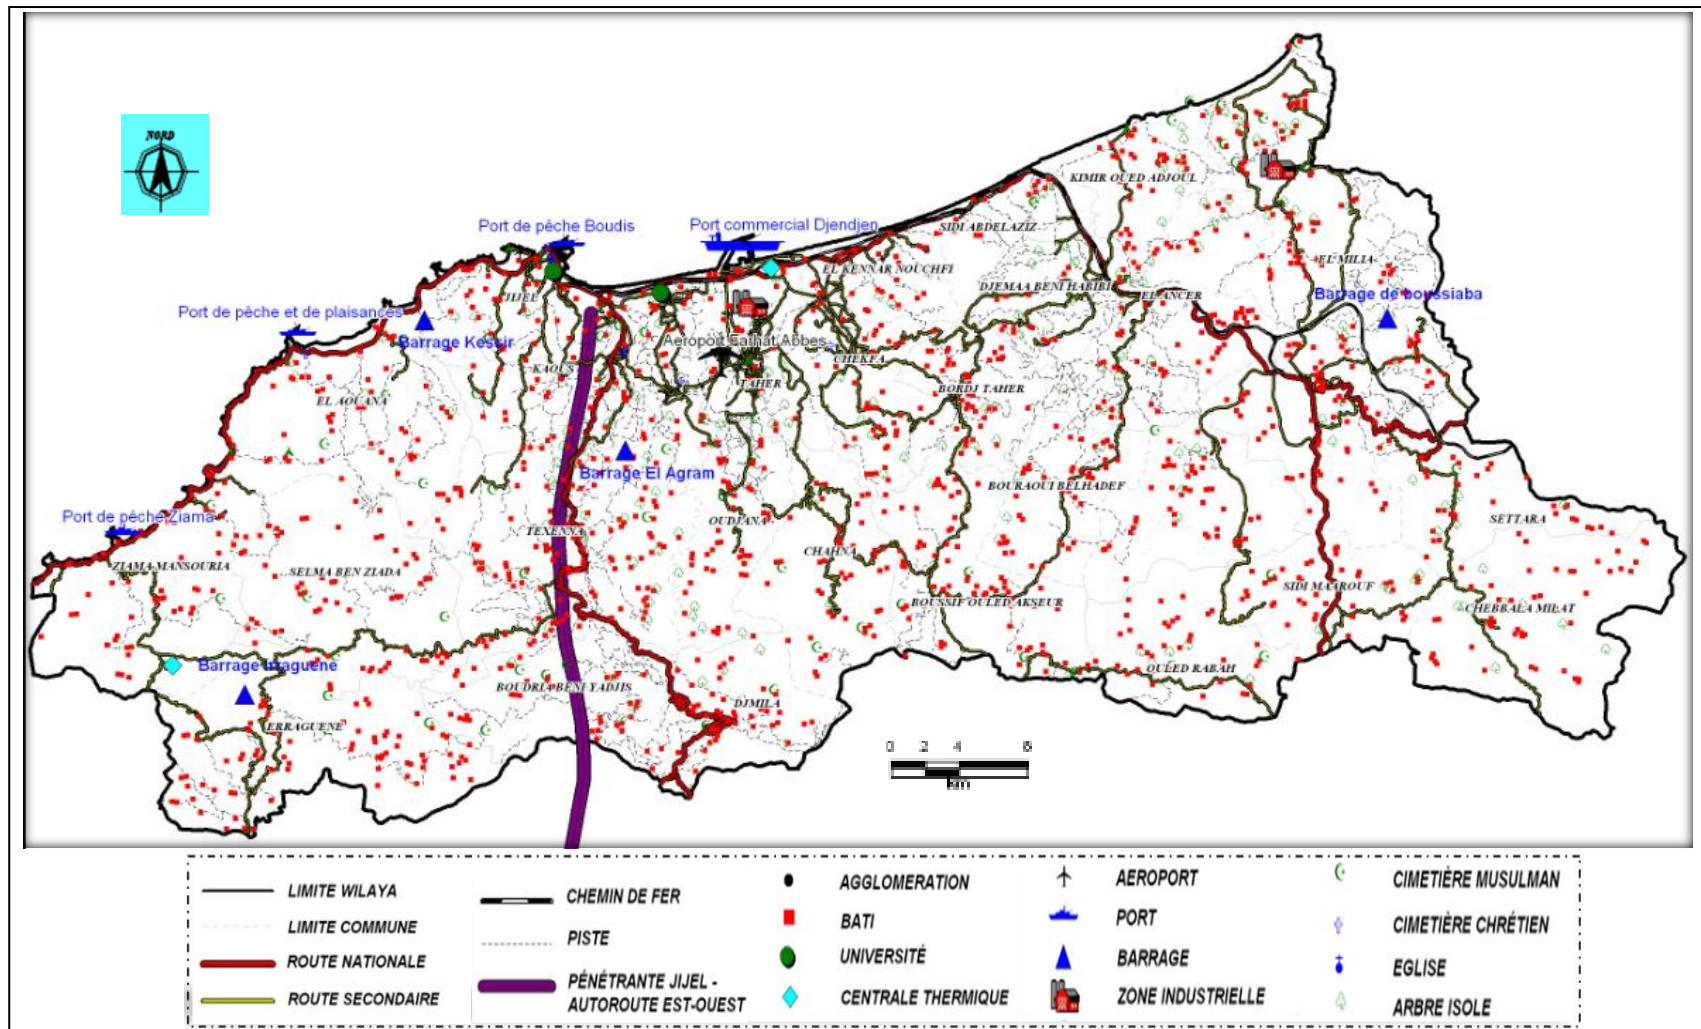 NORD
Port de pêche Boudis
Port commercial Djendjen
KIMIR OUED ADJOUL
SIDI ABDELAZIZ
EL MILIA
EL KENNAR NOUCHFI
DJEMAA BENI HABIBI
EL ANCER
Barrage de boussiaba
JIJEL
Port de pêche et de plaisances
Barrage Kessir
Aeroport Farhat Abbes
CHEKFA
KAOUS
TAHER
BORDJ TAHER
EL AOUANA
Barrage El Agram
BOURAOUI BELHADEF
Port de pêche Ziama
TEXENNA
OUDJANA
SETTARA
CHAHNA
ZIAMA MANSOURIA
SELMA BEN ZIADA
SIDI MAAROUF
BOUSSIF OULED AKSEUR
CHEBBALA MILAT
Barrage Irraguene
OULED RABAH
BOUDRIA BENI YADJIS
DJMILA
ERRAGUENE
0 2 4 8
km
LIMITE WILAYA
LIMITE COMMUNE
ROUTE NATIONALE
ROUTE SECONDAIRE
CHEMIN DE FER
PISTE
PÉNÉTRANTE JIJEL -
AUTOROUTE EST-OUEST
AGGLOMERATION
BATI
UNIVERSITÉ
CENTRALE THERMIQUE
AEROPORT
PORT
BARRAGE
ZONE INDUSTRIELLE
CIMETIÈRE MUSULMAN
CIMETIÈRE CHRÉTIEN
EGLISE
ARBRE ISOLE